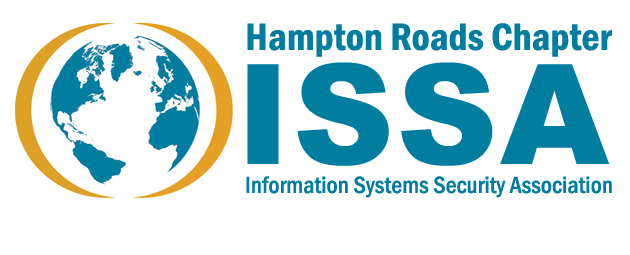 Hampton Roads Chapter
ISSA
Information Systems Security Association